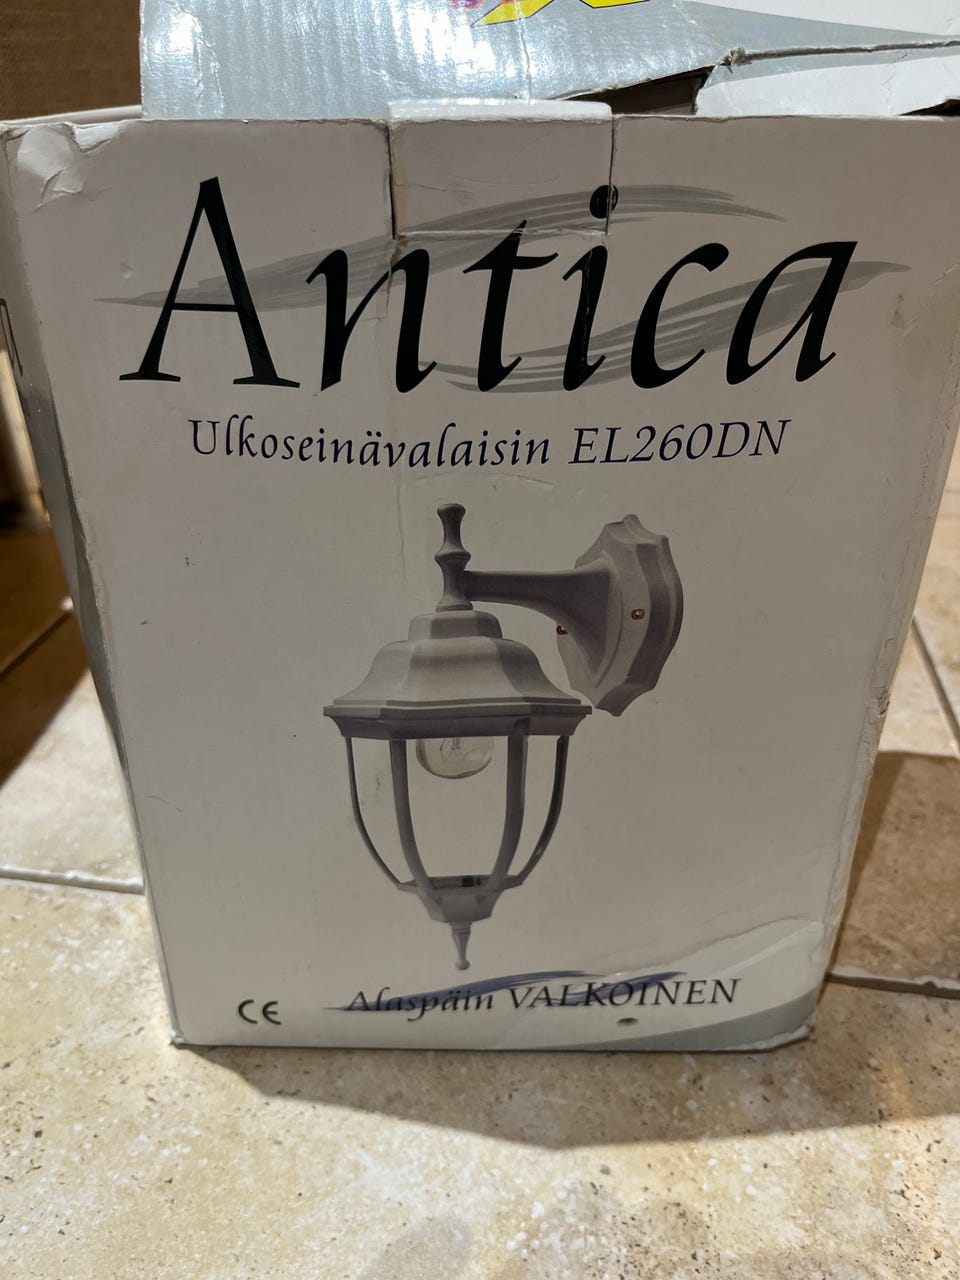 Antica
Ulkoseinävalaisin EL260DN
CE
Alaspäin VALKOINEN